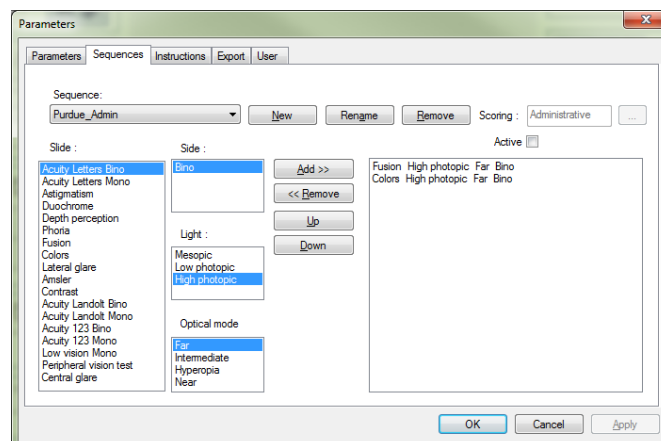 Parameters
x
Parameters Sequences Instructions Export User
Sequence:
Purdue_Admin New Rename Remove Scoring : Administrative ...
Active
Slide :
Acuity Letters Bino
Acuity Letters Mono
Astigmatism
Duochrome
Depth perception
Phoria
Fusion
Colors
Lateral glare
Amsler
Contrast
Acuity Landolt Bino
Acuity Landolt Mono
Acuity 123 Bino
Acuity 123 Mono
Low vision Mono
Peripheral vision test
Central glare
Side :
Bino
Light :
Mesopic
Low photopic
High photopic
Optical mode
Far
Intermediate
Hyperopia
Near
Add >>
<< Remove
Up
Down
Fusion High photopic Far Bino
Colors High photopic Far Bino
OK Cancel Apply